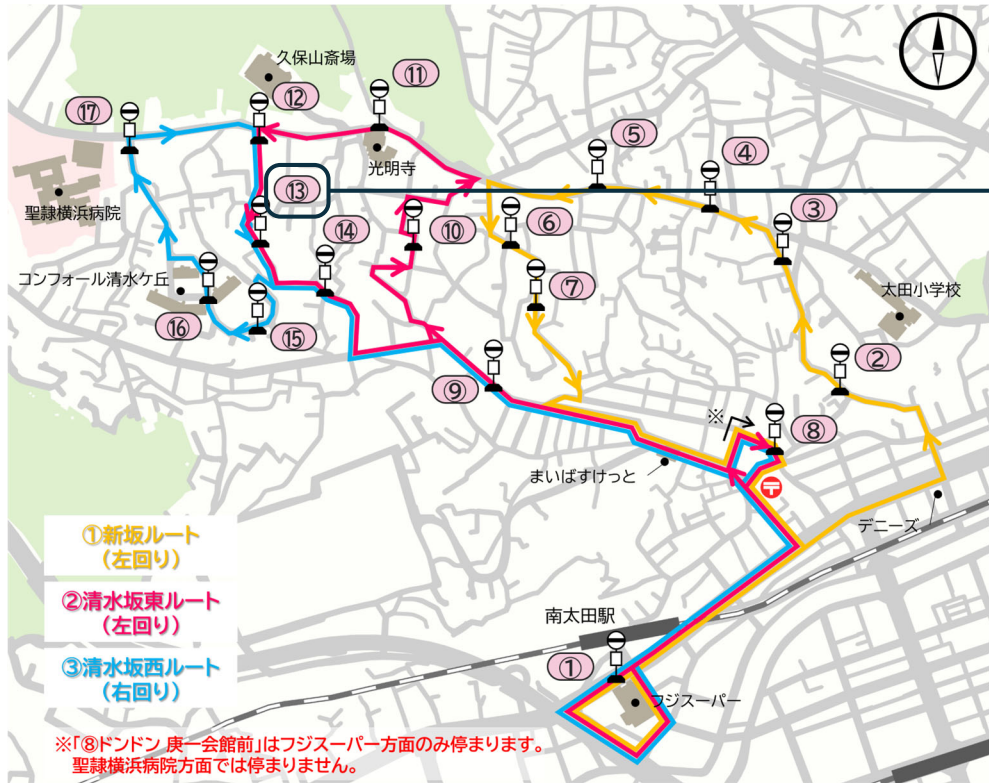 久保山斎場
⑪
⑫
⑰
⑤
④
光明寺
⑬
③
聖隷横浜病院
⑭
⑩
⑥
コンフォール清水ケ丘
⑦
太田小学校
⑯
⑮
②
⑨
※
⑧
まいばすけっと
〒
デニーズ
①新坂ルート
(左回り)
②清水坂東ルート
(左回り)
南太田駅
③清水坂西ルート
(右回り)
①
フジスーパー
※「⑧ドンドン 庚一会館前」はフジスーパー方面のみ停まります。
聖隷横浜病院方面では停まりません。